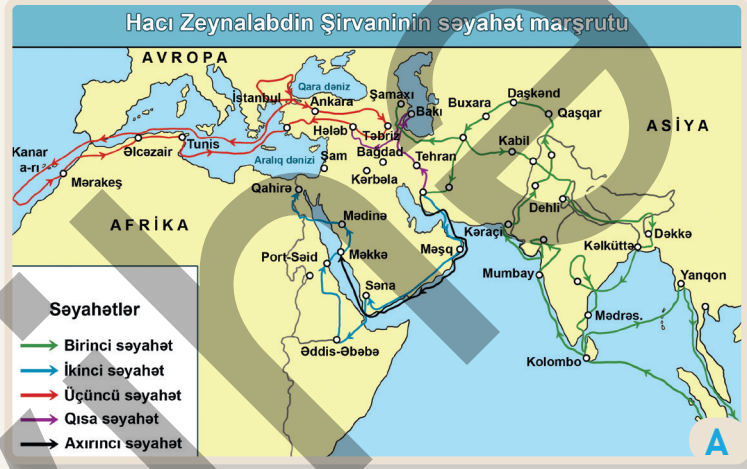 Hacı Zeynalabdin Şirvaninin səyahət marşrutu
AVROPA
Qara dəniz
İstanbul
Ankara
Şamaxı
Bakı
Buxara
Daşkənd
Qaşqar
ASİYA
Hələb
Təbriz
Tunis
Əlcəzair
Kanar
a-rı
Mərakeş
Aralıq dənizi
Şam
Bağdad
Tehran
Kabil
Kərbəla
Qahirə
Dehli
AFRİKA
Mədinə
Kəraçi
Dəkkə
Port-Səid
Məkkə
Məşq
Kəlküttə
Mumbay
Yanqon
Səna
Mədrəs.
Əddis-Əbəbə
Kolombo
Səyahətlər
Birinci səyahət
İkinci səyahət
Üçüncü səyahət
Qısa səyahət
Axırıncı səyahət
A